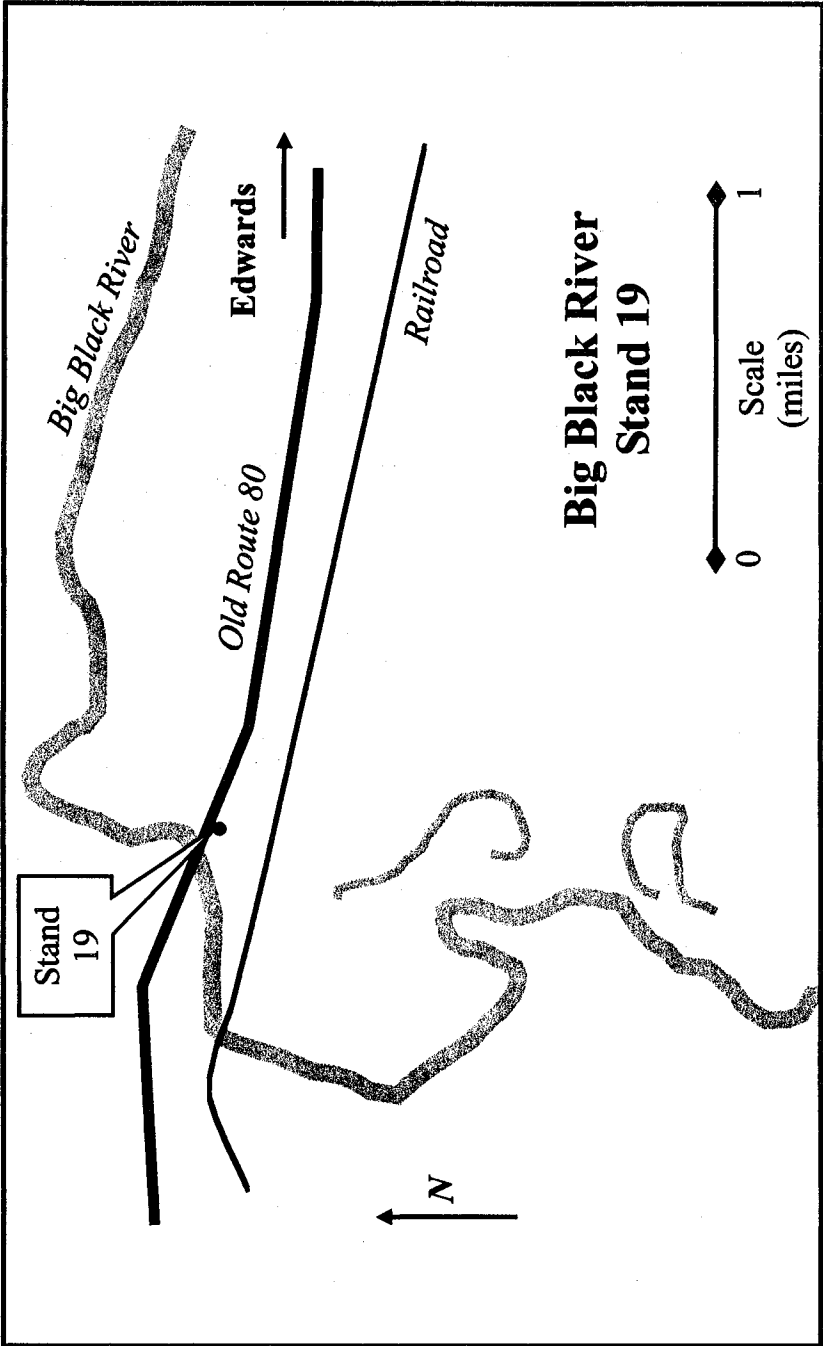 Stand
19
Big Black River
Edwards
Old Route 80
Railroad
Big Black River
Stand 19
N
0 1
Scale
(miles)